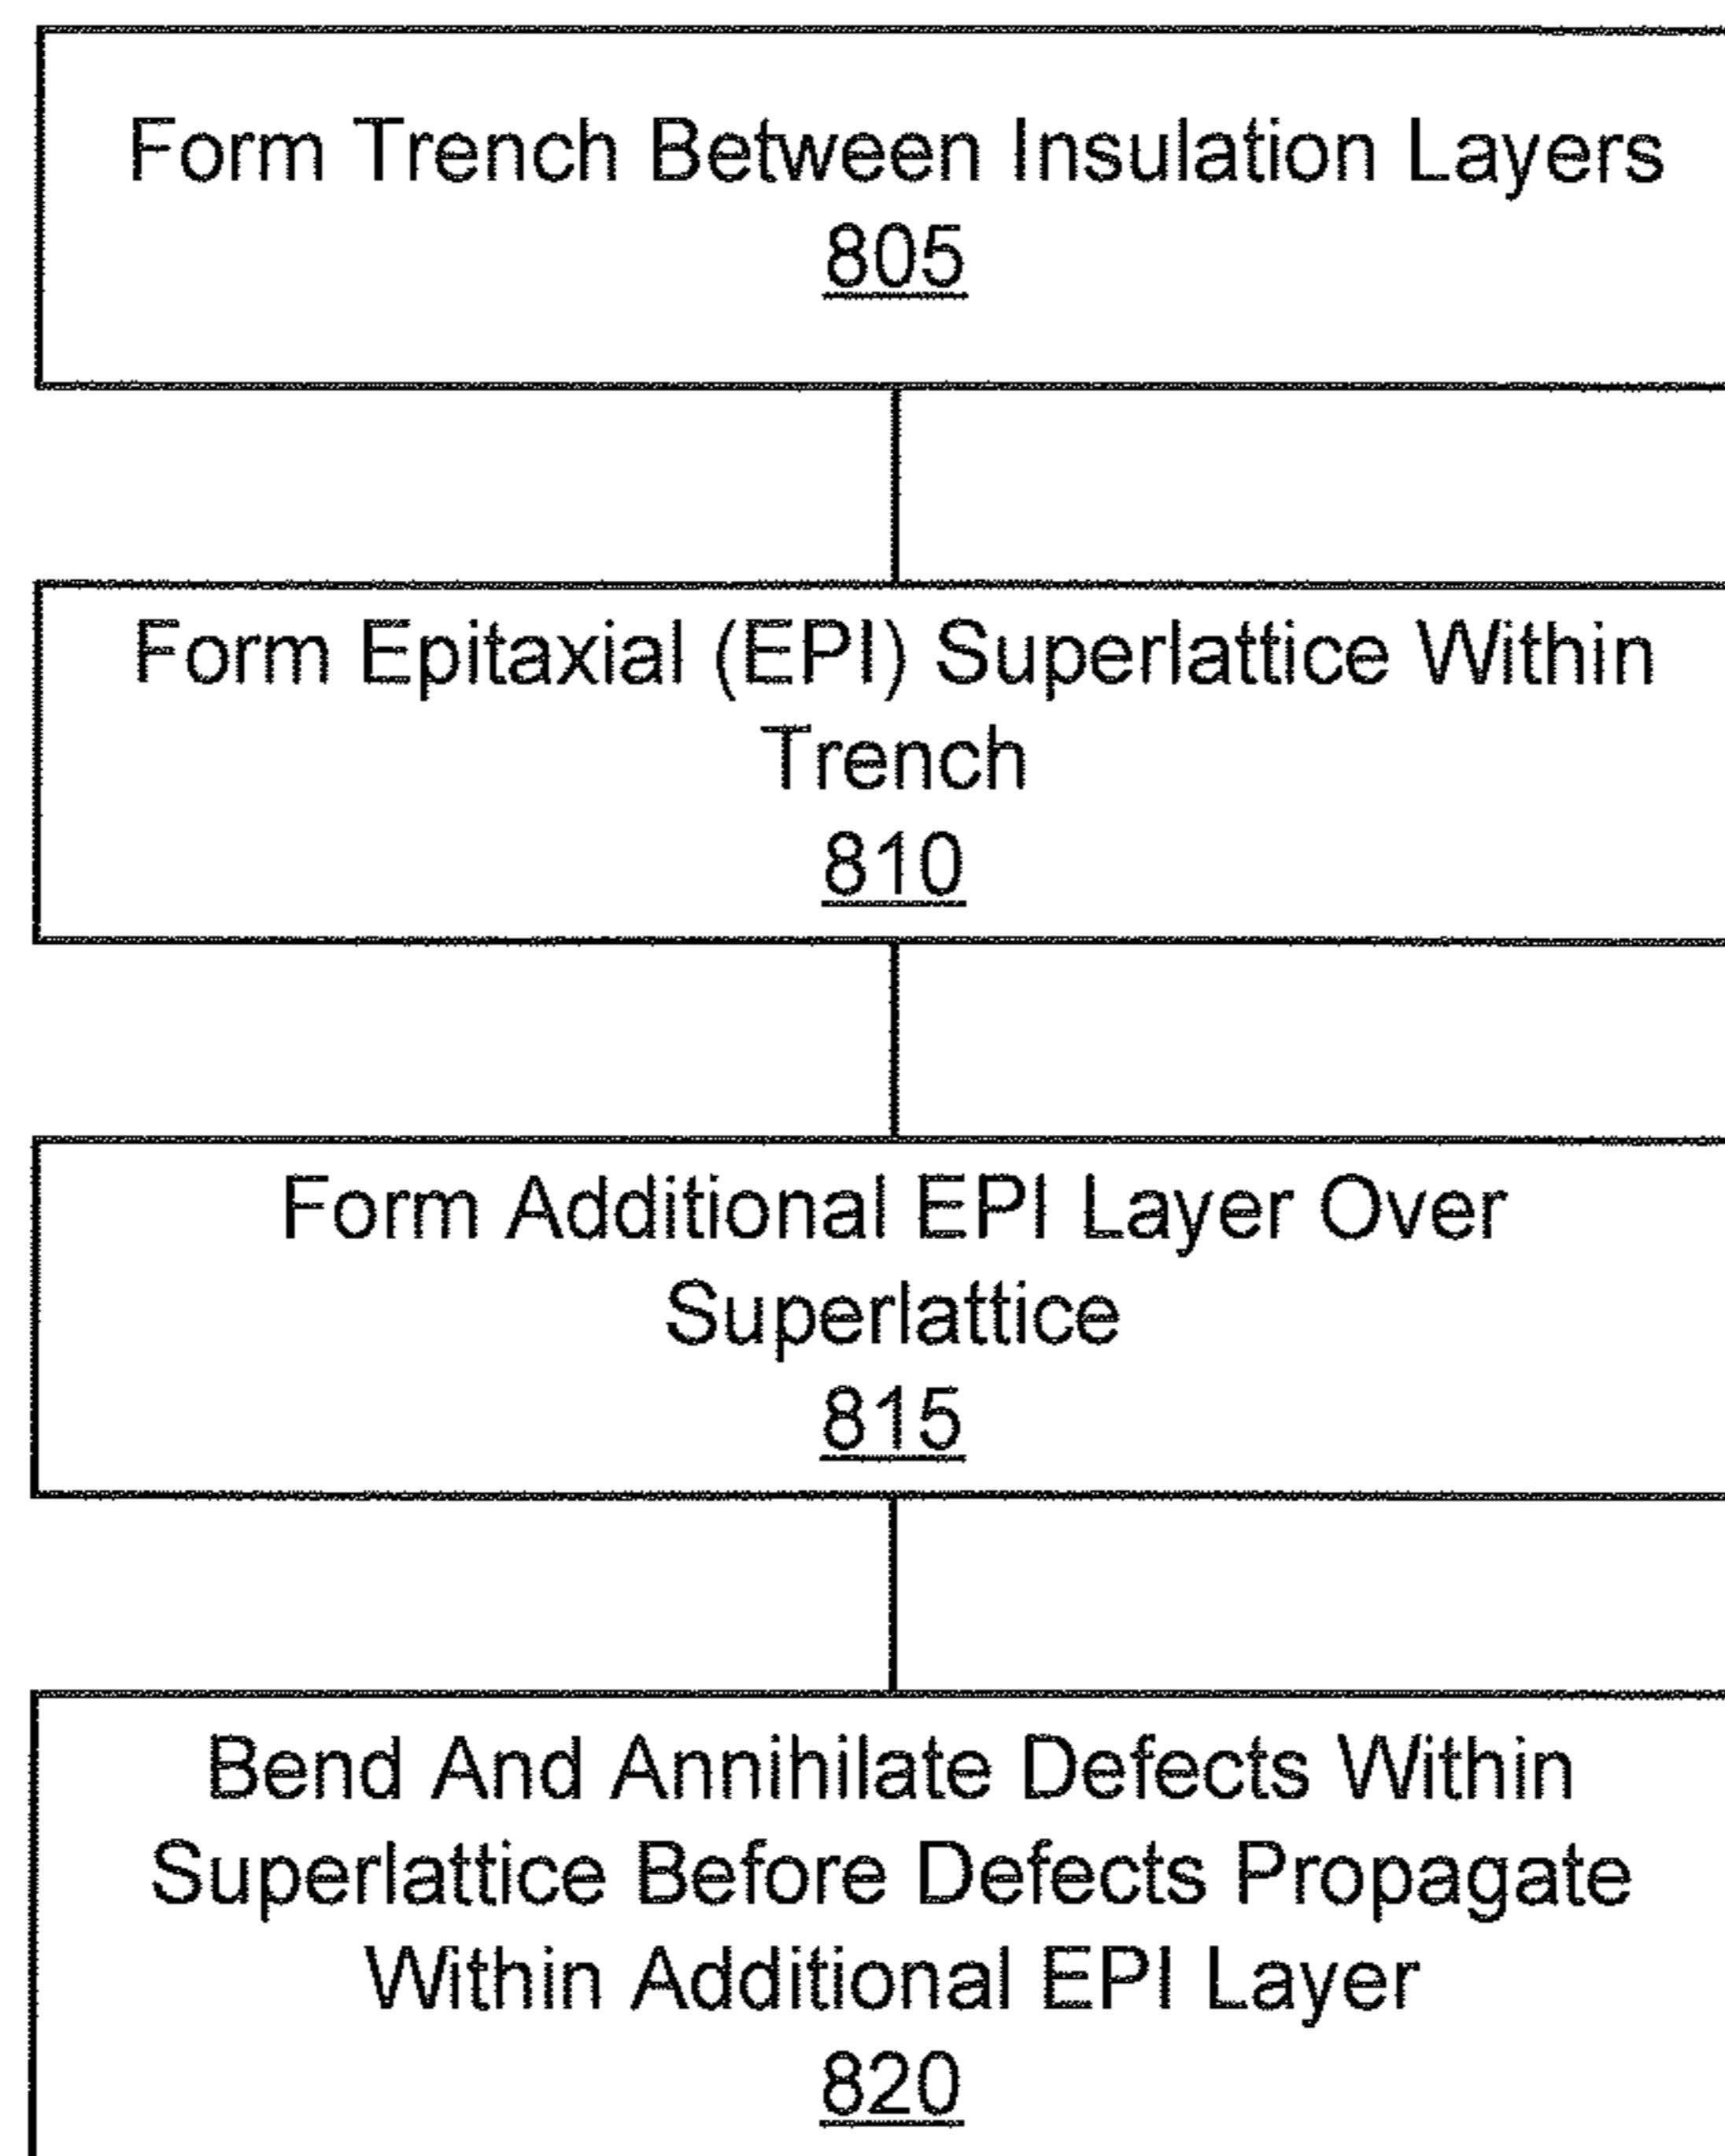 Form Trench Between Insulation Layers
805
Form Epitaxial (EPI) Superlattice Within
Trench
810
Form Additional EPI Layer Over
Superlattice
815
Bend And Annihilate Defects Within
Superlattice Before Defects Propagate
Within Additional EPI Layer
820